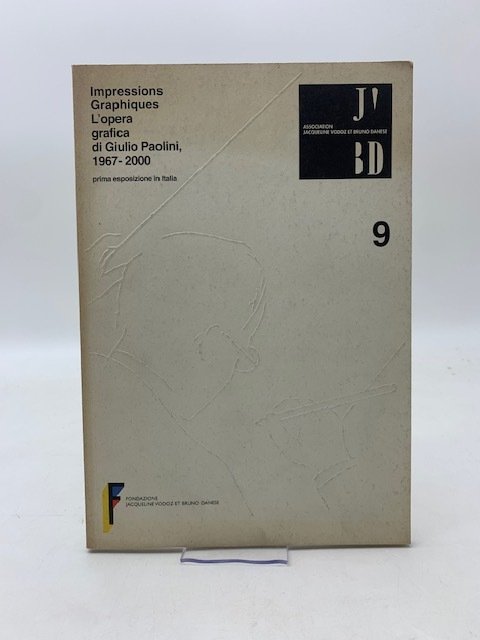 Impressions
Graphiques
L'opera
grafica
di Giulio Paolini,
1967-2000
prima esposizione in Italia
J V
ASSOCIATION
JACQUELINE VODOZ ET BRUNO DANESE
B D
9
F
FONDAZIONE
JACQUELINE VODOZ ET BRUNO DANESE